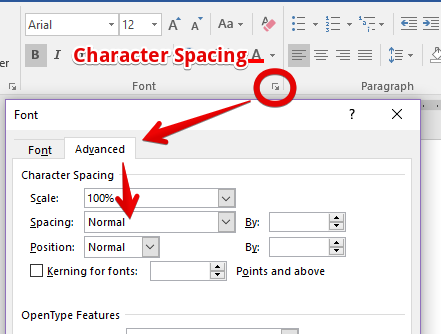 Arial 12 A A Aa
er B I Character Spacing A
Font Paragraph
Font
Font Advanced
Character Spacing
Scale: 100%
Spacing: Normal By:
Position: Normal By:
Kerning for fonts: Points and above
OpenType Features